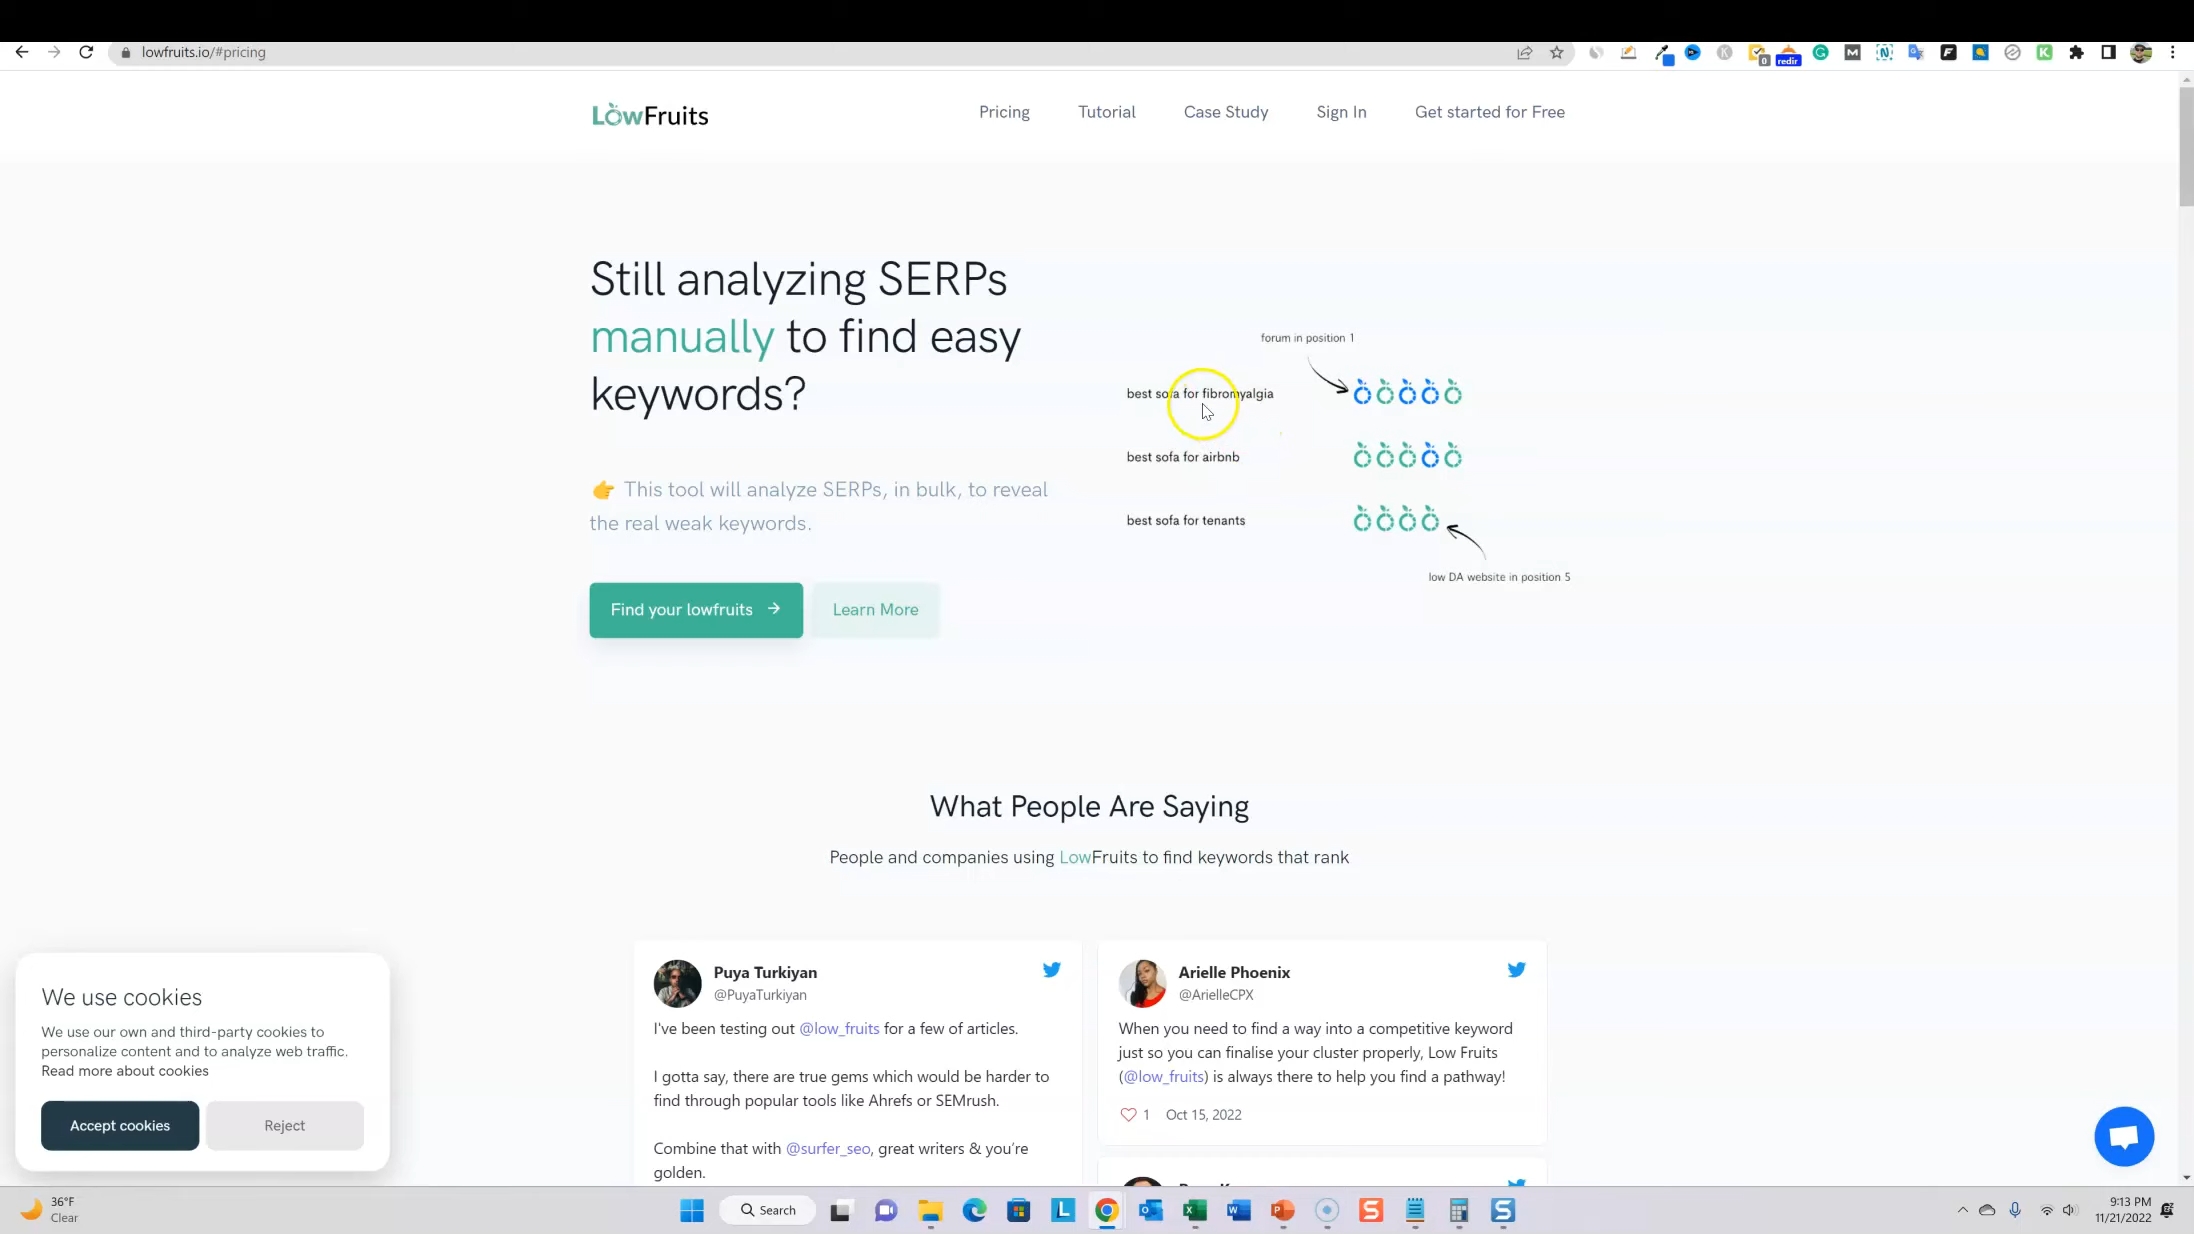 lowfruits.io/#pricing
redir
LowFruits
Pricing
Tutorial
Case Study
Sign In
Get started for Free
Still analyzing SERPs
manually to find easy
keywords?
👉 This tool will analyze SERPs, in bulk, to reveal
the real weak keywords.
Find your lowfruits →
Learn More
forum in position 1
best sofa for fibromyalgia
best sofa for airbnb
best sofa for tenants
low DA website in position 5
What People Are Saying
People and companies using LowFruits to find keywords that rank
Puya Turkiyan
@PuyaTurkiyan
I've been testing out @low_fruits for a few of articles.
I gotta say, there are true gems which would be harder to
find through popular tools like Ahrefs or SEMrush.
Combine that with @surfer_seo, great writers & you're
golden.
Arielle Phoenix
@ArielleCPX
When you need to find a way into a competitive keyword
just so you can finalise your cluster properly, Low Fruits
(@low_fruits) is always there to help you find a pathway!
1 Oct 15, 2022
We use cookies
We use our own and third-party cookies to
personalize content and to analyze web traffic.
Read more about cookies
Accept cookies
Reject
36°F
Clear
Search
9:13 PM
11/21/2022